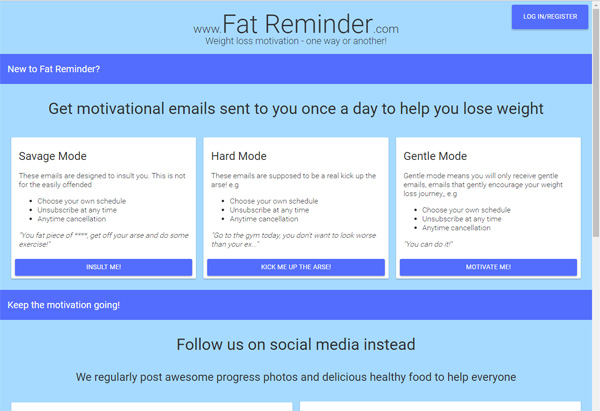 LOG IN/REGISTER
www.Fat Reminder.com
Weight loss motivation - one way or another!
New to Fat Reminder?
Get motivational emails sent to you once a day to help you lose weight
Savage Mode
These emails are designed to insult you. This is not
for the easily offended
Choose your own schedule
Unsubscribe at any time
Anytime cancellation
"You fat piece of ****, get off your arse and do some
exercise!"
INSULT ME!
Hard Mode
These emails are supposed to be a real kick up the
arse! e.g
Choose your own schedule
Unsubscribe at any time
Anytime cancellation
"Go to the gym today, you don't want to look worse
than your ex..."
KICK ME UP THE ARSE!
Gentle Mode
Gentle mode means you will only receive gentle
emails, emails that gently encourage your weight
loss journey,, e.g
Choose your own schedule
Unsubscribe at any time
Anytime cancellation
"You can do it!"
MOTIVATE ME!
Keep the motivation going!
Follow us on social media instead
We regularly post awesome progress photos and delicious healthy food to help everyone